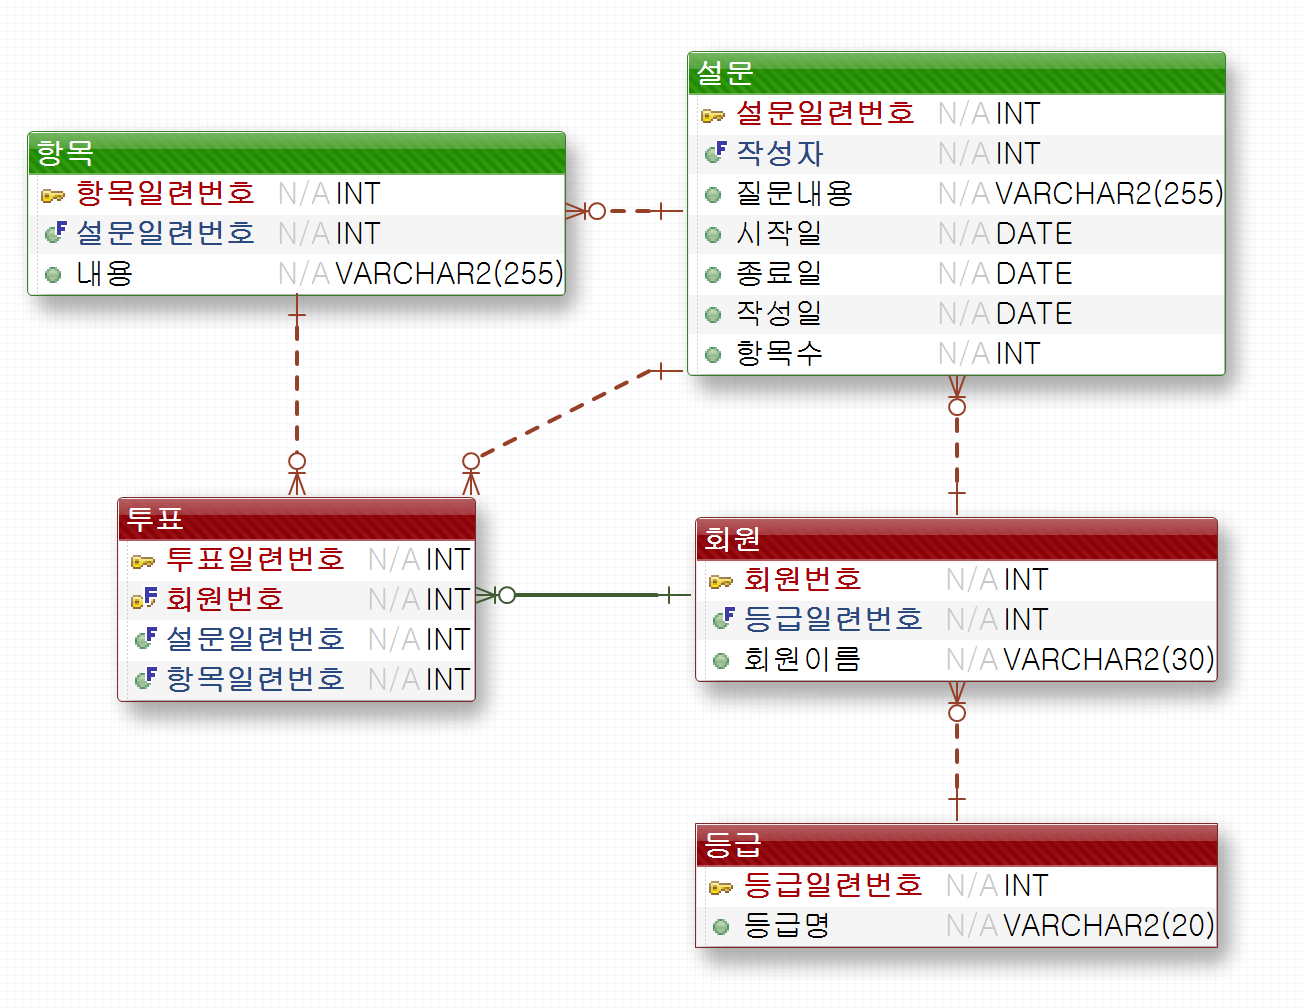 설문
설문일련번호 N/A INT
작성자 N/A INT
질문내용 N/A VARCHAR2(255)
시작일 N/A DATE
종료일 N/A DATE
작성일 N/A DATE
항목수 N/A INT
항목
항목일련번호 N/A INT
설문일련번호 N/A INT
내용 N/A VARCHAR2(255)
투표
투표일련번호 N/A INT
회원번호 N/A INT
설문일련번호 N/A INT
항목일련번호 N/A INT
회원
회원번호 N/A INT
등급일련번호 N/A INT
회원이름 N/A VARCHAR2(30)
등급
등급일련번호 N/A INT
등급명 N/A VARCHAR2(20)